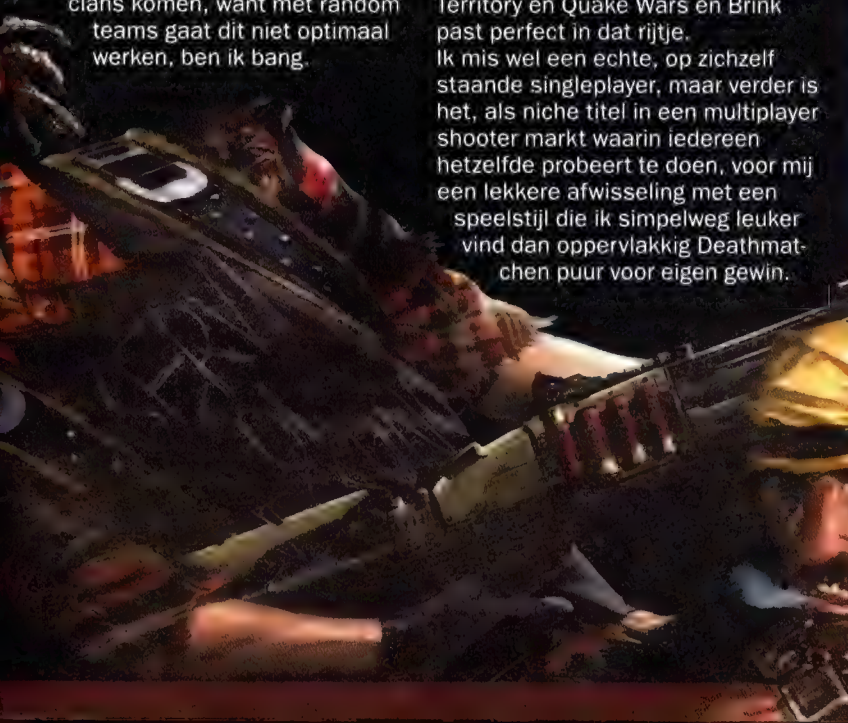 clans komen, want met random
teams gaat dit niet optimaal
werken, ben ik bang.
Territory en Quake Wars en Brink
past perfect in dat rijtje.
Ik mis wel een echte, op zichzelf
staande singleplayer, maar verder is
het, als niche titel in een multiplayer
shooter markt waarin iedereen
hetzelfde probeert te doen, voor mij
een lekkere afwisseling met een
speelstijl die ik simpelweg leuker
vind dan oppervlakkig Deathmat-
chen puur voor eigen gewin.